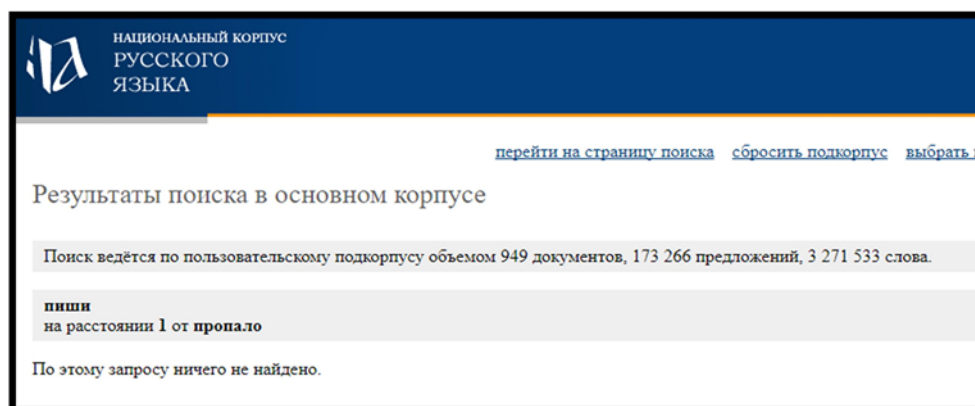 НАЦИОНАЛЬНЫЙ КОРПУС
РУССКОГО
ЯЗЫКА
перейти на страницу поиска сбросить подкорпус выбрать
Результаты поиска в основном корпусе
Поиск ведётся по пользовательскому подкорпусу объемом 949 документов, 173 266 предложений, 3 271 533 слова.
пиши
на расстоянии 1 от пропало
По этому запросу ничего не найдено.